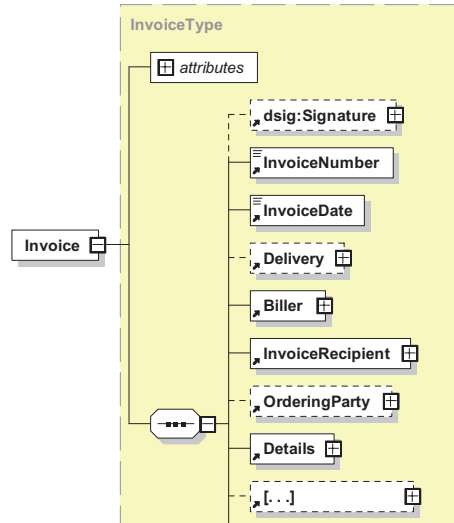 InvoiceType
attributes
dsig:Signature
InvoiceNumber
InvoiceDate
Invoice
Delivery
Biller
InvoiceRecipient
OrderingParty
Details
[...]